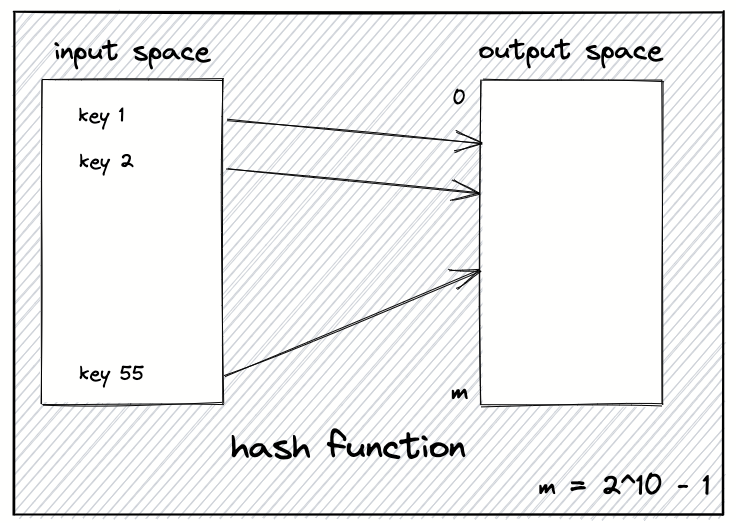 input space
output space
0
key 1
key 2
key 55
m
hash function
m = 2^10 - 1